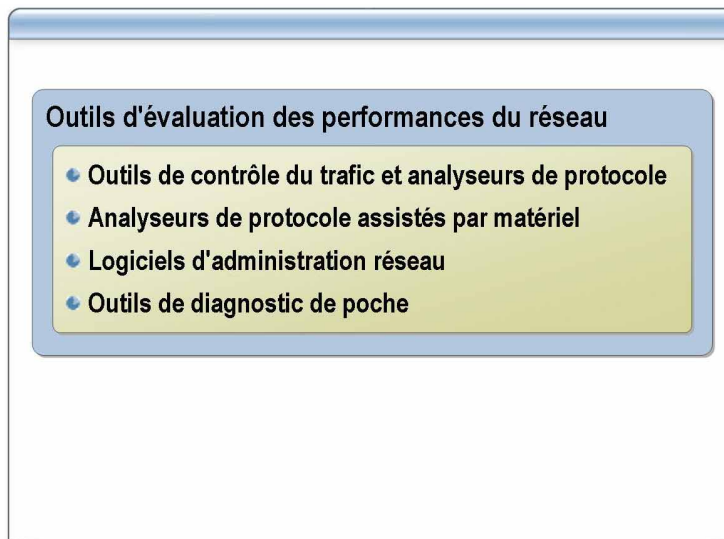 Outils d'évaluation des performances du réseau
Outils de contrôle du trafic et analyseurs de protocole
Analyseurs de protocole assistés par matériel
Logiciels d'administration réseau
Outils de diagnostic de poche